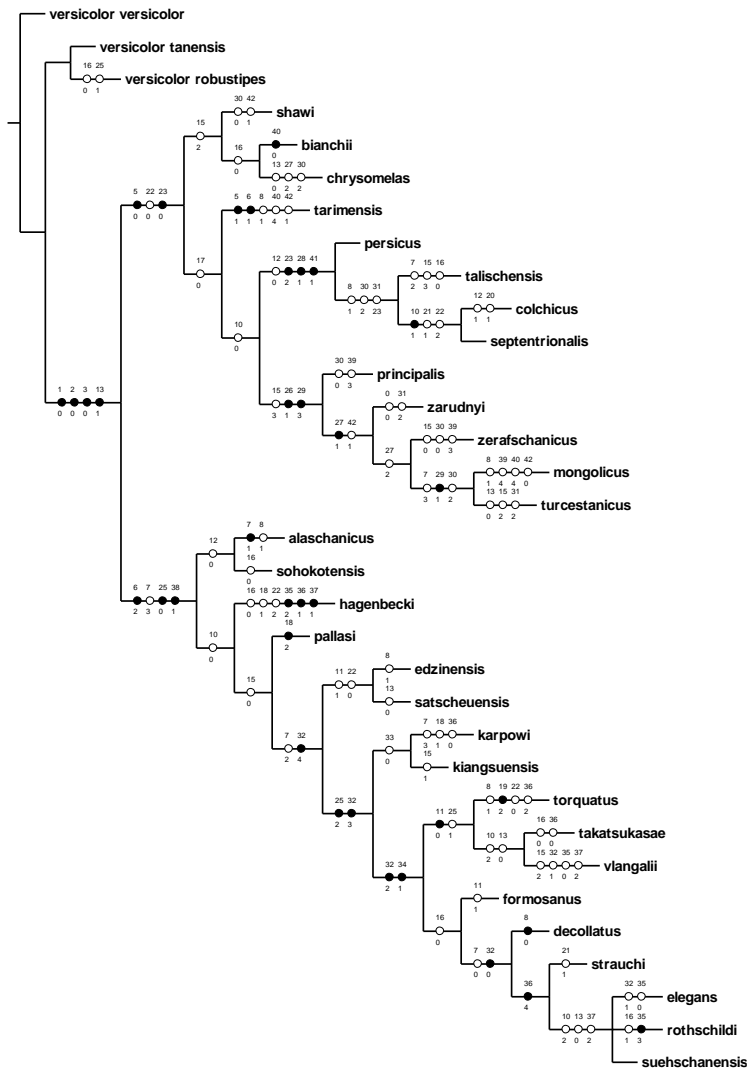 versicolor versicolor
versicolor tanensis
16 25
0 1
versicolor robustipes
30 42
0 1
shawi
15
2
40
0
bianchii
16
0
13 27 30
0 2 2
chrysomelas
5 22 23
0 0 0
5 6 8 40 42
1 1 1 4 1
tarimensis
17
0
persicus
12 23 28 41
0 2 1 1
7 15 16
2 3 0
talischensis
8 30 31
1 2 23
12 20
1 1
colchicus
10 21 22
1 1 2
septentrionalis
10
0
30 39
0 3
principalis
15 26 29
3 1 3
0 31
0 2
zarudnyi
27 42
1 1
15 30 39
0 0 3
zerafschanicus
27
2
8 39 40 42
1 4 4 0
mongolicus
7 29 30
3 1 2
13 15 31
0 2 2
turcestanicus
1 2 3 13
0 0 0 1
7 8
1 1
alaschanicus
12
0
16
0
sohokotensis
6 7 25 38
2 3 0 1
16 18 22 35 36 37
0 1 2 2 1 1
hagenbecki
10
0
18
2
pallasi
15
0
8
1
edzinensis
11 22
1 0
13
0
satscheuensis
7 32
2 4
7 18 36
3 1 0
karpowi
33
0
15
1
kiangsuensis
25 32
2 3
8 19 22 36
1 2 0 2
torquatus
11 25
0 1
16 36
0 0
takatsukasae
10 13
2 0
15 32 35 37
2 1 0 2
vlangalii
32 34
2 1
11
1
formosanus
16
0
8
0
decollatus
7 32
0 0
21
1
strauchi
36
4
32 35
1 0
elegans
10 13 37
2 0 2
16 35
1 3
rothschildi
suehschanensis